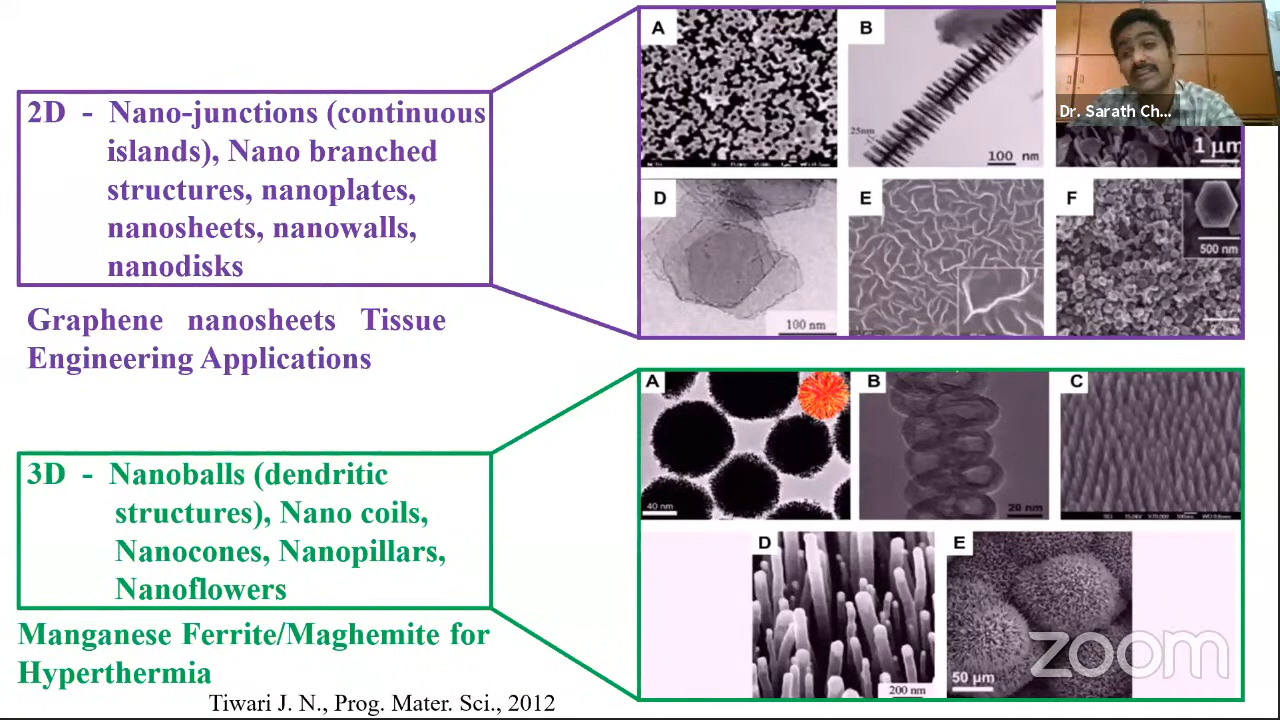 2D - Nano-junctions (continuous
islands), Nano branched
structures, nanoplates,
nanosheets, nanowalls,
nanodisks
Graphene nanosheets Tissue
Engineering Applications
3D - Nanoballs (dendritic
structures), Nano coils,
Nanocones, Nanopillars,
Nanoflowers
Manganese Ferrite/Maghemite for
Hyperthermia
Tiwari J. N., Prog. Mater. Sci., 2012
A
B
25nm
100 nm
Dr. Sarath Ch...
1 µm
D
100 nm
E
F
500 nm
A
40 nm
B
20 nm
C
D
200 nm
E
50 µm
zoom